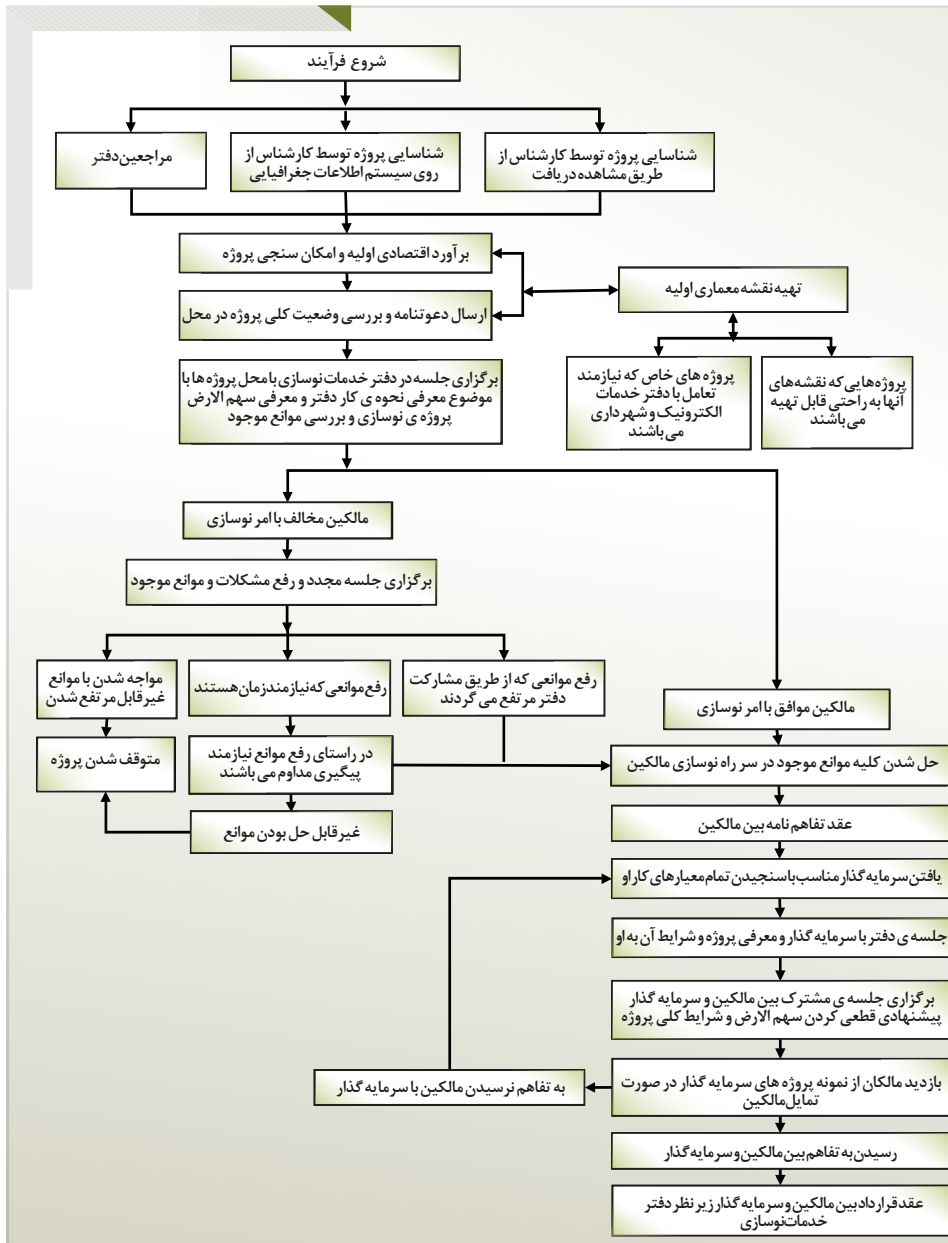 شروع فرآیند
شناسایی پروژه توسط کارشناس از
طریق مشاهده دریافت
شناسایی پروژه توسط کارشناس از
روی سیستم اطلاعات جغرافیایی
مراجعین دفتر
برآورد اقتصادی اولیه و امکان سنجی پروژه
تهیه نقشه معماری اولیه
ارسال دعوتنامه و بررسی وضعیت کلی پروژه در محل
پروژه‌هایی که نقشه‌های
آنها به راحتی قابل تهیه
می باشند
پروژه های خاص که نیازمند
تعامل با دفتر خدمات
الکترونیک و شهرداری
می باشند
برگزاری جلسه در دفتر خدمات نوسازی با محل پروژه ها با
موضوع معرفی نحوه ی کار دفتر و معرفی سهم الارض
پروژه ی نوسازی و بررسی موانع موجود
مالکین مخالف با امر نوسازی
برگزاری جلسه مجدد و رفع مشکلات و موانع موجود
رفع موانعی که از طریق مشارکت
دفتر مرتفع می گردند
رفع موانعی که نیازمند زمان هستند
مواجه شدن با موانع
غیر قابل مرتفع شدن
مالکین موافق با امر نوسازی
در راستای رفع موانع نیازمند
پیگیری مداوم می باشند
متوقف شدن پروژه
حل شدن کلیه موانع موجود در سر راه نوسازی مالکین
غیر قابل حل بودن موانع
عقد تفاهم نامه بین مالکین
یافتن سرمایه گذار مناسب با سنجیدن تمام معیارهای کار او
جلسه ی دفتر با سرمایه گذار و معرفی پروژه و شرایط آن به او
برگزاری جلسه ی مشترک بین مالکین و سرمایه گذار
پیشنهادی قطعی کردن سهم الارض و شرایط کلی پروژه
بازدید مالکان از نمونه پروژه های سرمایه گذار در صورت
تمایل مالکین
به تفاهم نرسیدن مالکین با سرمایه گذار
رسیدن به تفاهم بین مالکین و سرمایه گذار
عقد قرارداد بین مالکین و سرمایه گذار زیر نظر دفتر
خدمات نوسازی